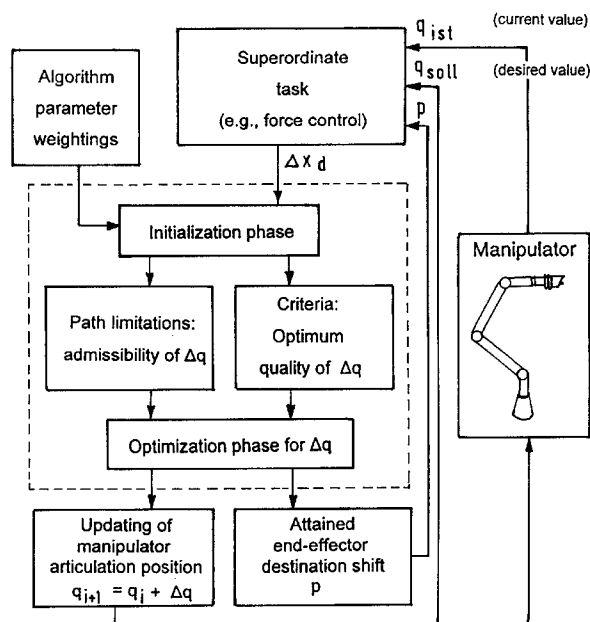 q ist
(current value)
Superordinate
task
(e.g., force control)
q soll
(desired value)
p
Algorithm
parameter
weightings
Δx d
Initialization phase
Manipulator
Path limitations:
admissibility of Δq
Criteria:
Optimum
quality of Δq
Optimization phase for Δq
Updating of
manipulator
articulation position
q i+1 = q i + Δq
Attained
end-effector
destination shift
p